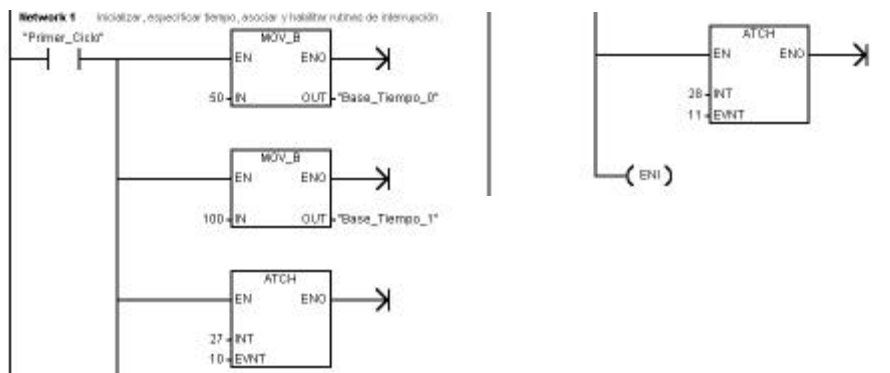 Network 1 Inicializar, especificar tiempo, asociar y habilitar rutinas de interrupción.
"Primer_Ciclo"
MOV_B
EN ENO
50 IN OUT "Base_Tiempo_0"
MOV_B
EN ENO
100 IN OUT "Base_Tiempo_1"
ATCH
EN ENO
27 INT
10 EVNT
ATCH
EN ENO
28 INT
11 EVNT
( ENI )